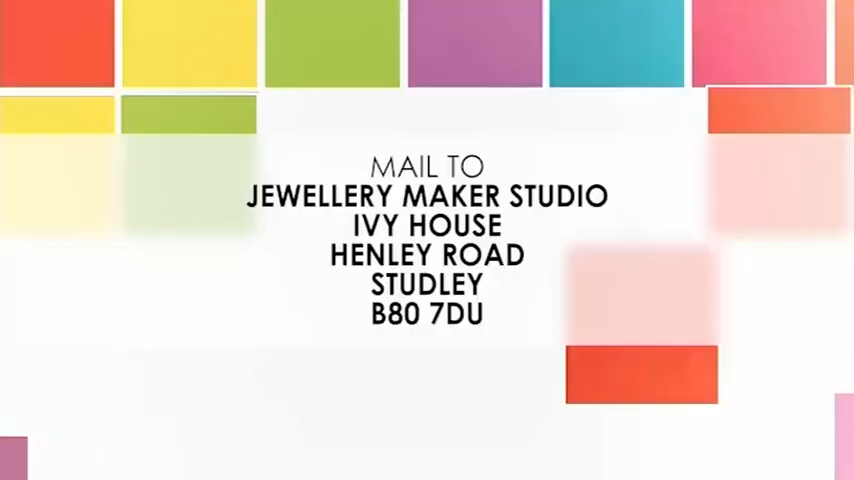 MAIL TO
JEWELLERY MAKER STUDIO
IVY HOUSE
HENLEY ROAD
STUDLEY
B80 7DU